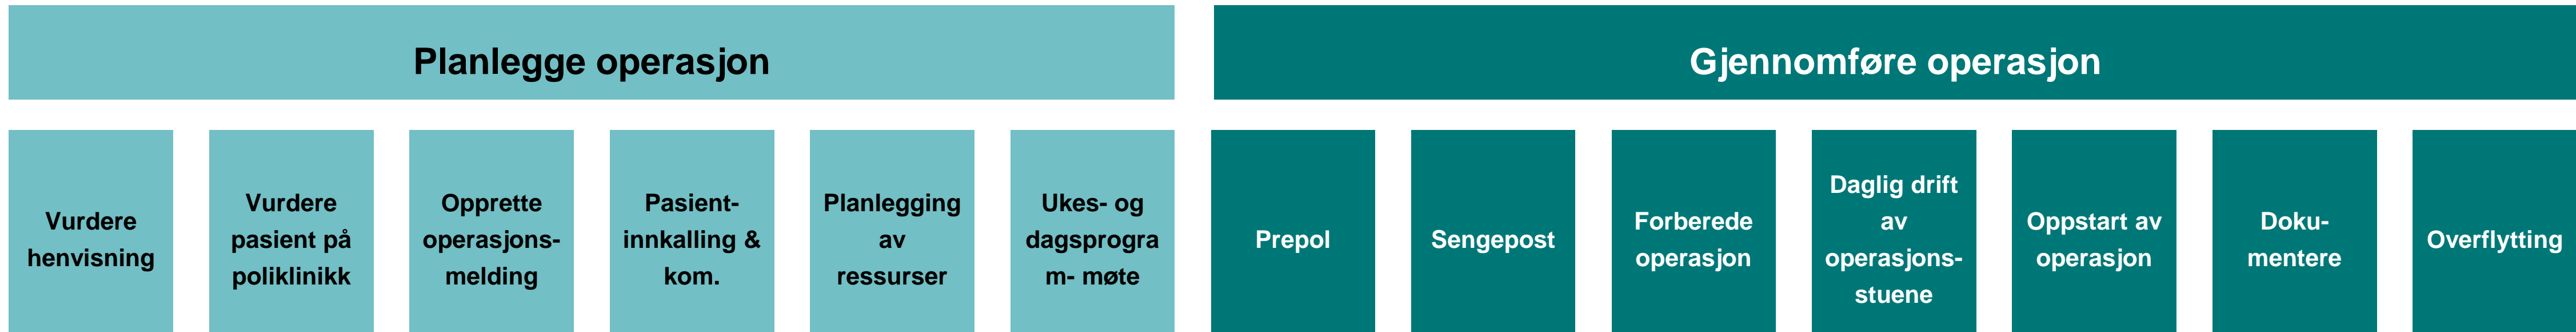 Planlegge operasjon
Gjennomføre operasjon
Vurdere
henvisning
Vurdere
pasient på
poliklinikk
Opprette
operasjons-
melding
Pasient-
innkalling &
kom.
Planlegging
av
ressurser
Ukes- og
dagsprogra
m- møte
Prepol
Sengepost
Forberede
operasjon
Daglig drift
av
operasjons-
stuene
Oppstart av
operasjon
Doku-
mentere
Overflytting